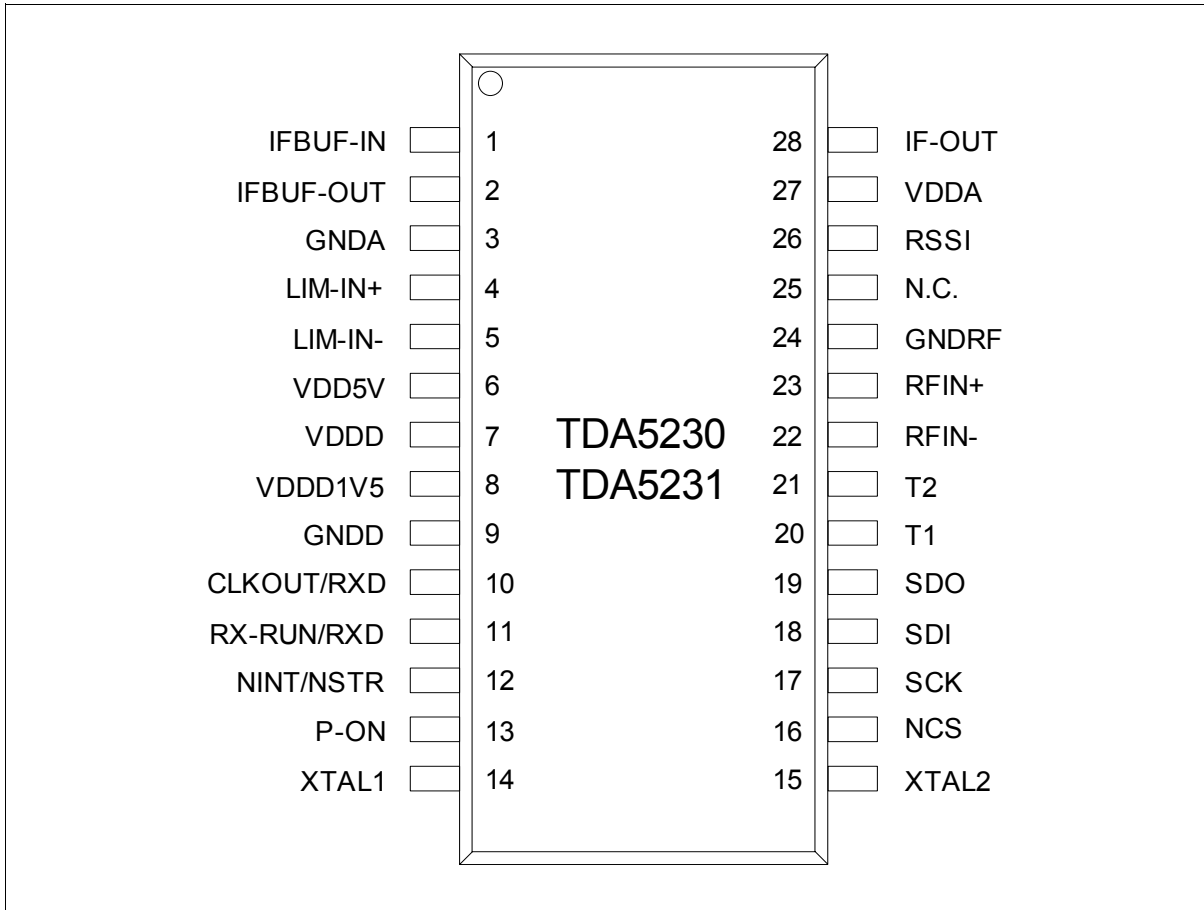 IFBUF-IN 1 28 IF-OUT
IFBUF-OUT 2 27 VDDA
GNDA 3 26 RSSI
LIM-IN+ 4 25 N.C.
LIM-IN- 5 24 GNDRF
VDD5V 6 23 RFIN+
VDDD 7 TDA5230 22 RFIN-
VDDD1V5 8 TDA5231 21 T2
GNDD 9 20 T1
CLKOUT/RXD 10 19 SDO
RX-RUN/RXD 11 18 SDI
NINT/NSTR 12 17 SCK
P-ON 13 16 NCS
XTAL1 14 15 XTAL2